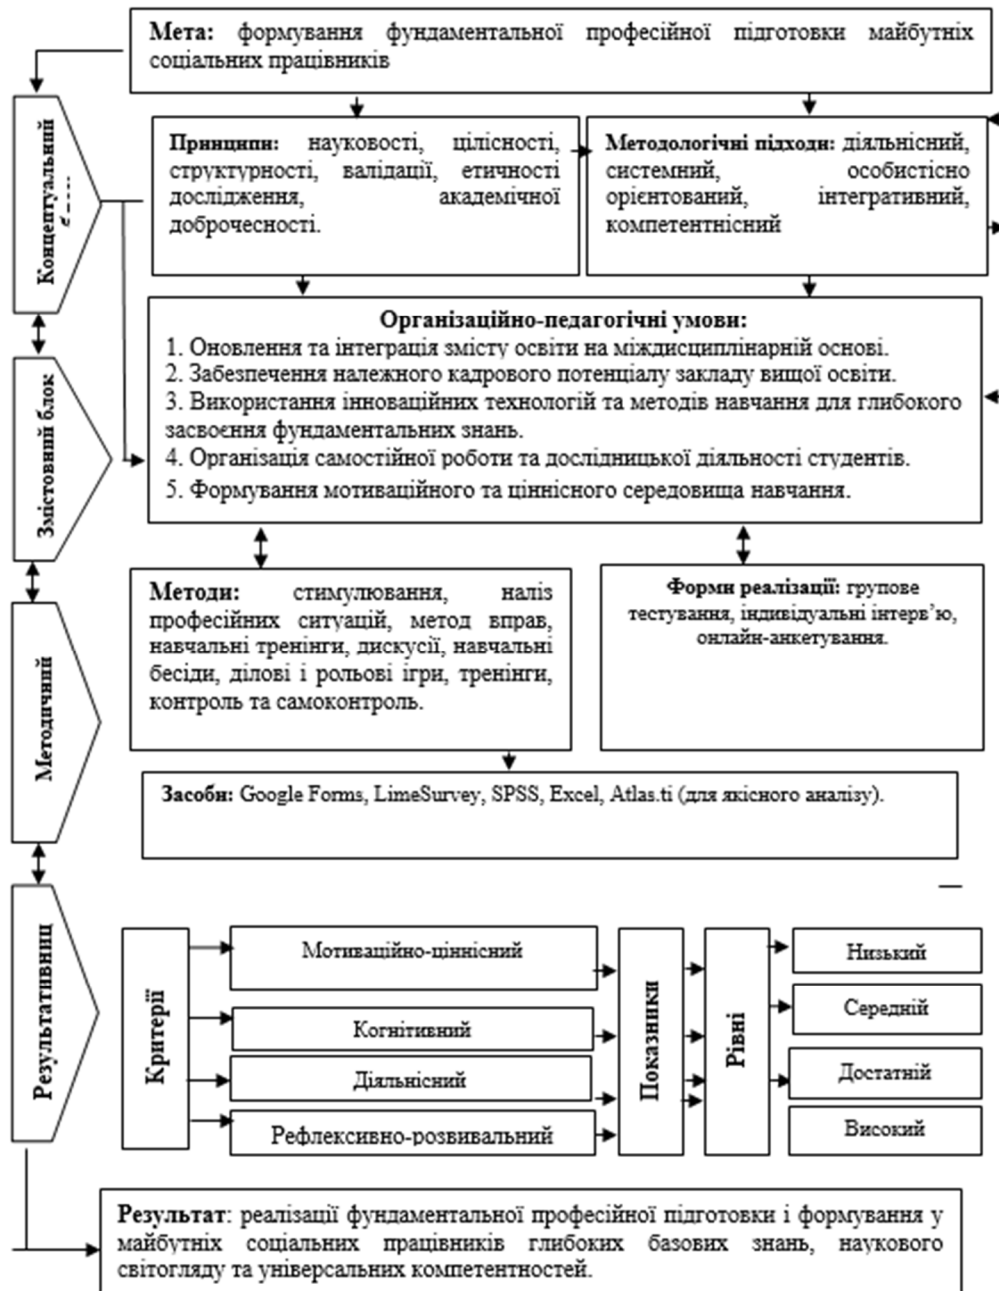 Мета: формування фундаментальної професійної підготовки майбутніх
соціальних працівників
Концептуальний
Принципи: науковості, цілісності,
структурності, валідації, етичності
дослідження, академічної
доброчесності.
Методологічні підходи: діяльнісний,
системний, особистісно
орієнтований, інтегративний,
компетентнісний
Змістовний блок
Організаційно-педагогічні умови:
1. Оновлення та інтеграція змісту освіти на міждисциплінарній основі.
2. Забезпечення належного кадрового потенціалу закладу вищої освіти.
3. Використання інноваційних технологій та методів навчання для глибокого
засвоєння фундаментальних знань.
4. Організація самостійної роботи та дослідницької діяльності студентів.
5. Формування мотиваційного та ціннісного середовища навчання.
Методичний
Методи: стимулювання, наліз
професійних ситуацій, метод вправ,
навчальні тренінги, дискусії, навчальні
бесіди, ділові і рольові ігри, тренінги,
контроль та самоконтроль.
Форми реалізації: групове
тестування, індивідуальні інтерв’ю,
онлайн-анкетування.
Засоби: Google Forms, LimeSurvey, SPSS, Excel, Atlas.ti (для якісного аналізу).
Результативниц
Критерії
Мотиваційно-ціннісний
Когнітивний
Діяльнісний
Рефлексивно-розвивальний
Показники
Рівні
Низький
Середній
Достатній
Високий
Результат: реалізації фундаментальної професійної підготовки і формування у
майбутніх соціальних працівників глибоких базових знань, наукового
світогляду та універсальних компетентностей.